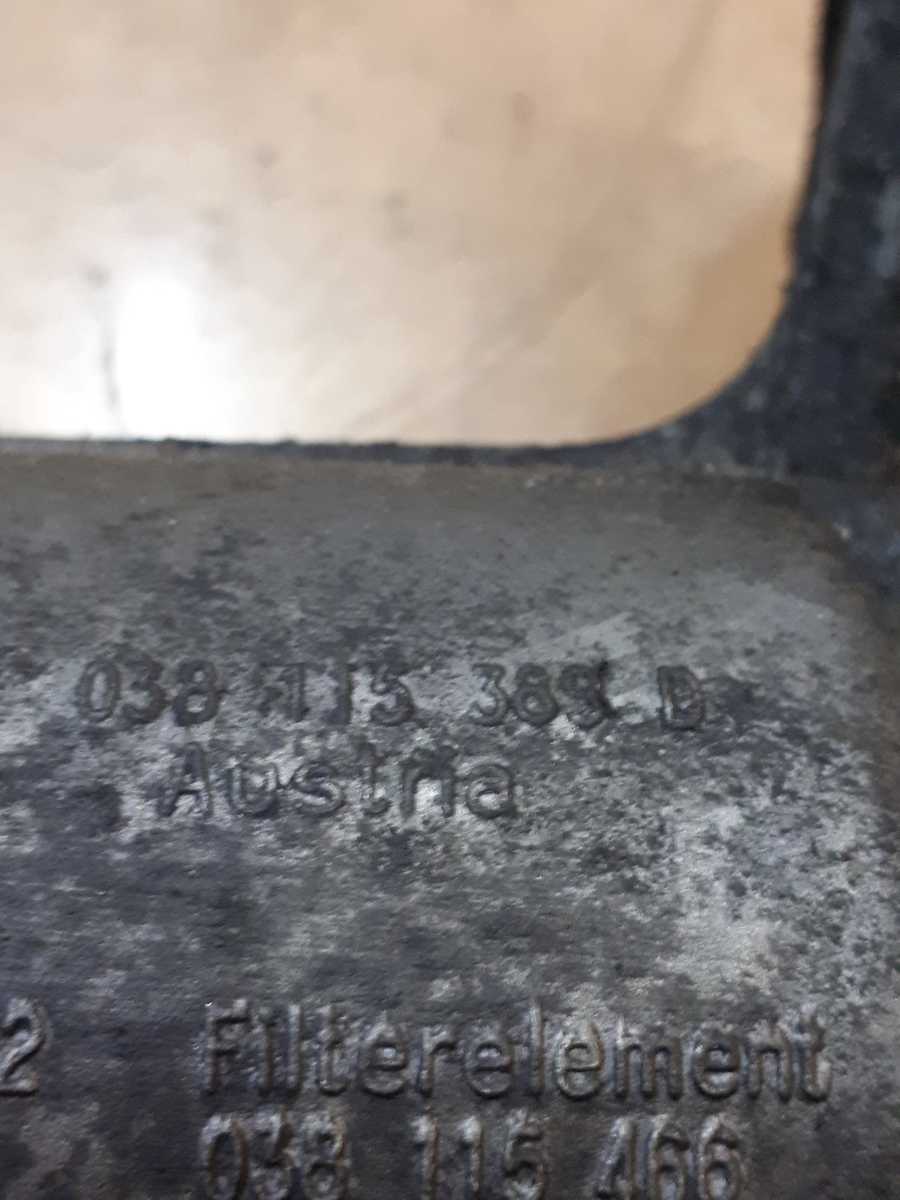 038 115 389 B
Austria
2 Filterelement
038 115 466